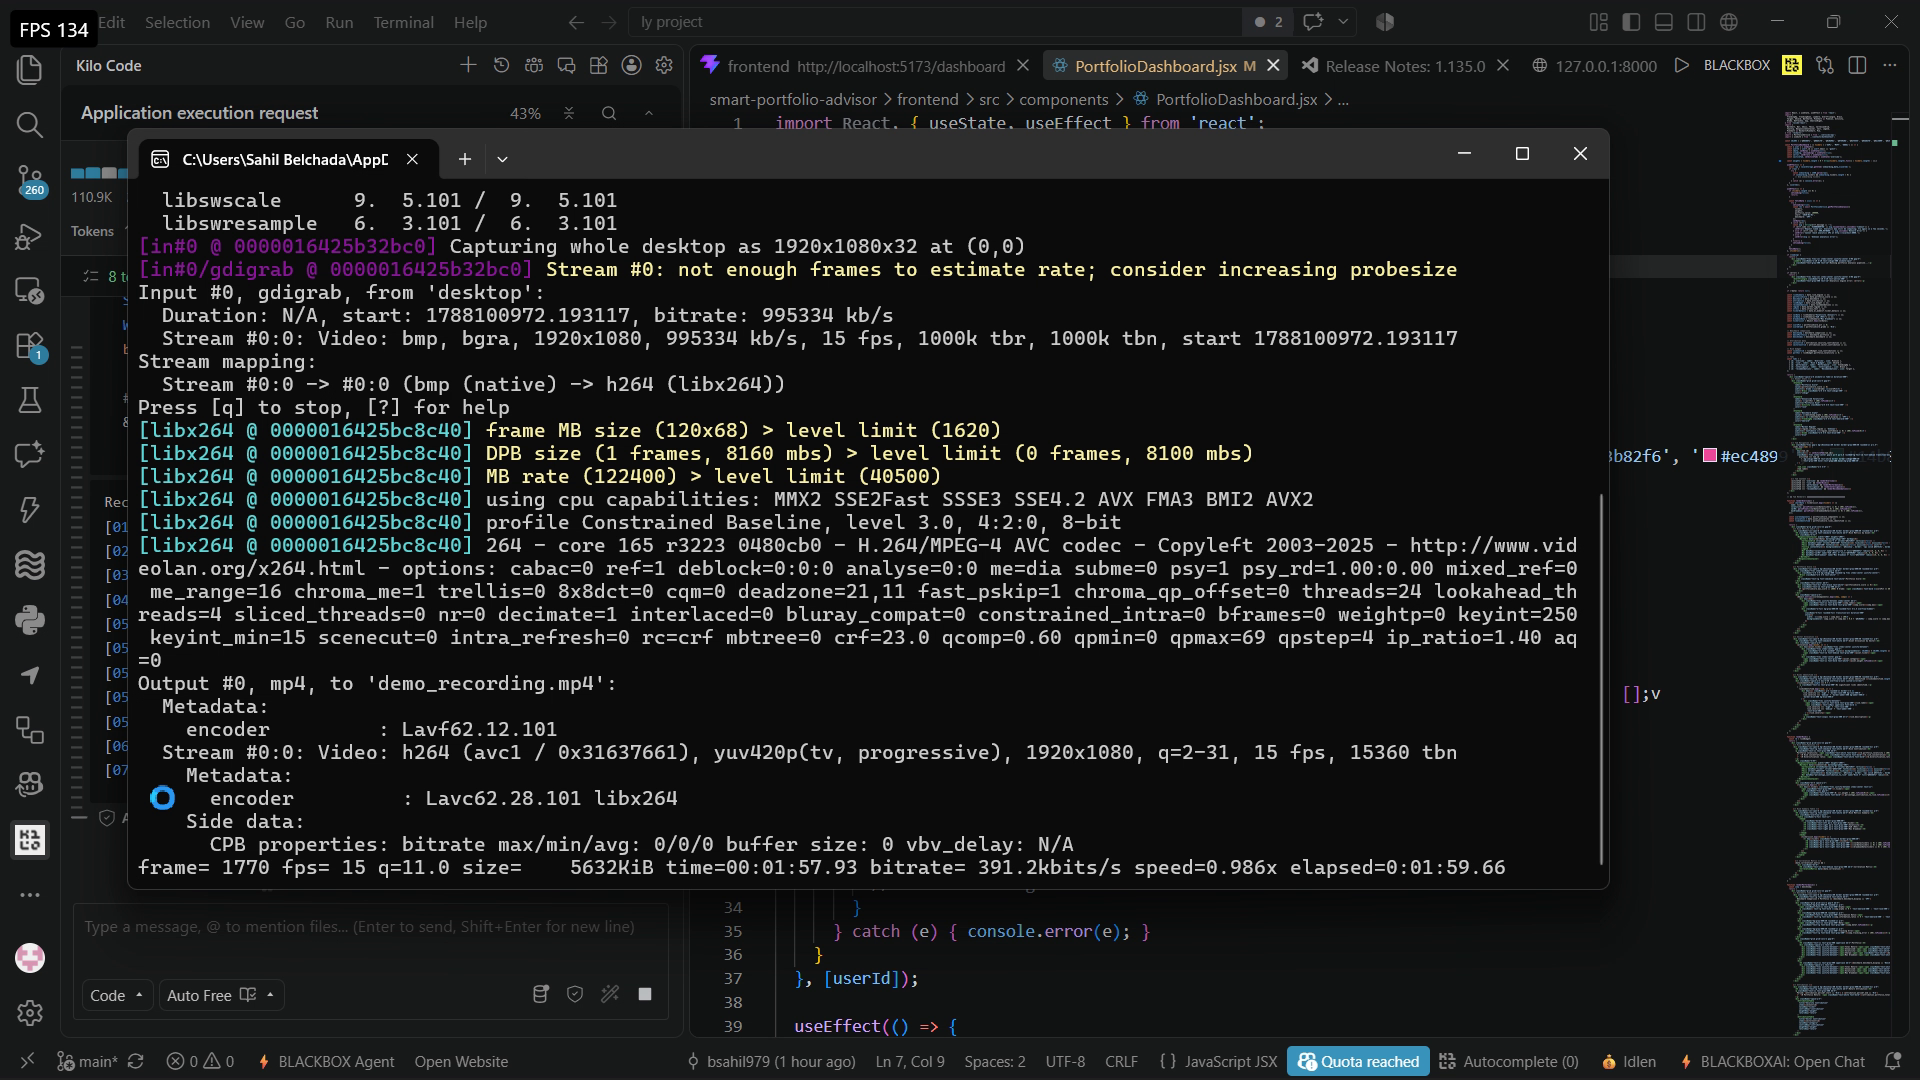 FPS 134
Edit Selection View Go Run Terminal Help
ly project
2
Kilo Code
frontend http://localhost:5173/dashboard
PortfolioDashboard.jsx M
Release Notes: 1.135.0
127.0.0.1:8000
BLACKBOX
Application execution request
43%
smart-portfolio-advisor > frontend > src > components > PortfolioDashboard.jsx > ...
1 import React, { useState, useEffect } from 'react';
C:\Users\Sahil Belchada\AppD
260
110.9K
Tokens
8 to
1
libswscale 9. 5.101 / 9. 5.101
libswresample 6. 3.101 / 6. 3.101
[in#0 @ 0000016425b32bc0] Capturing whole desktop as 1920x1080x32 at (0,0)
[in#0/gdigrab @ 0000016425b32bc0] Stream #0: not enough frames to estimate rate; consider increasing probesize
Input #0, gdigrab, from 'desktop':
Duration: N/A, start: 1788100972.193117, bitrate: 995334 kb/s
Stream #0:0: Video: bmp, bgra, 1920x1080, 995334 kb/s, 15 fps, 1000k tbr, 1000k tbn, start 1788100972.193117
Stream mapping:
Stream #0:0 -> #0:0 (bmp (native) -> h264 (libx264))
Press [q] to stop, [?] for help
[libx264 @ 0000016425bc8c40] frame MB size (120x68) > level limit (1620)
[libx264 @ 0000016425bc8c40] DPB size (1 frames, 8160 mbs) > level limit (0 frames, 8100 mbs)
[libx264 @ 0000016425bc8c40] MB rate (122400) > level limit (40500)
[libx264 @ 0000016425bc8c40] using cpu capabilities: MMX2 SSE2Fast SSSE3 SSE4.2 AVX FMA3 BMI2 AVX2
[libx264 @ 0000016425bc8c40] profile Constrained Baseline, level 3.0, 4:2:0, 8-bit
[libx264 @ 0000016425bc8c40] 264 - core 165 r3223 0480cb0 - H.264/MPEG-4 AVC codec - Copyleft 2003-2025 - http://www.vid
eolan.org/x264.html - options: cabac=0 ref=1 deblock=0:0:0 analyse=0:0 me=dia subme=0 psy=1 psy_rd=1.00:0.00 mixed_ref=0
me_range=16 chroma_me=1 trellis=0 8x8dct=0 cqm=0 deadzone=21,11 fast_pskip=1 chroma_qp_offset=0 threads=24 lookahead_th
reads=4 sliced_threads=0 nr=0 decimate=1 interlaced=0 bluray_compat=0 constrained_intra=0 bframes=0 weightp=0 keyint=250
keyint_min=15 scenecut=0 intra_refresh=0 rc=crf mbtree=0 crf=23.0 qcomp=0.60 qpmin=0 qpmax=69 qpstep=4 ip_ratio=1.40 aq
=0
Output #0, mp4, to 'demo_recording.mp4':
Metadata:
encoder : Lavf62.12.101
Stream #0:0: Video: h264 (avc1 / 0x31637661), yuv420p(tv, progressive), 1920x1080, q=2-31, 15 fps, 15360 tbn
Metadata:
encoder : Lavc62.28.101 libx264
Side data:
CPB properties: bitrate max/min/avg: 0/0/0 buffer size: 0 vbv_delay: N/A
frame= 1770 fps= 15 q=11.0 size= 5632KiB time=00:01:57.93 bitrate= 391.2kbits/s speed=0.986x elapsed=0:01:59.66
Rec
[01
[02
[03
[04
[05
[05
[05
[05
[05
[06
[07
3b82f6', '#ec4899
[];v
34 }
35 } catch (e) { console.error(e); }
36 }
37 }, [userId]);
38
39 useEffect(() => {
Type a message, @ to mention files... (Enter to send, Shift+Enter for new line)
Code Auto Free
main* 0 0 BLACKBOX Agent Open Website bsahil979 (1 hour ago) Ln 7, Col 9 Spaces: 2 UTF-8 CRLF { } JavaScript JSX Quota reached Autocomplete (0) Idlen BLACKBOXAI: Open Chat